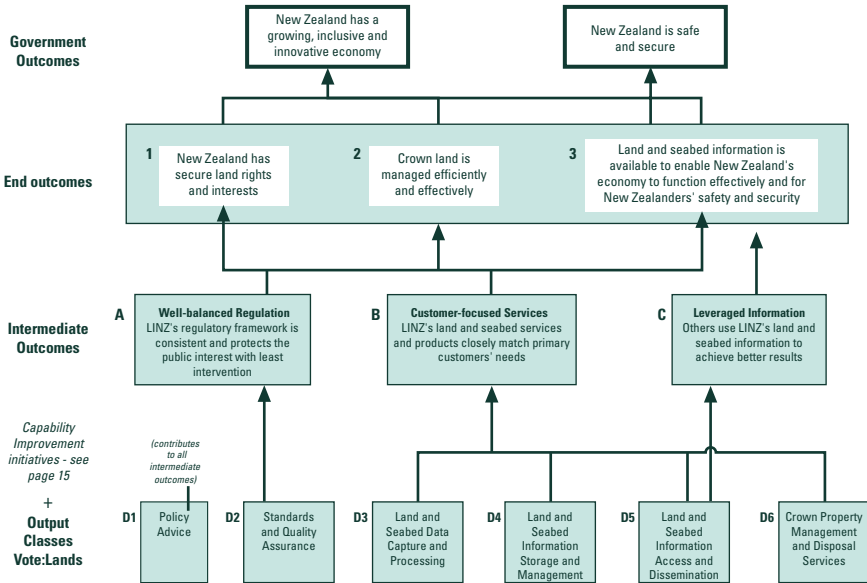 Government
Outcomes
New Zealand has a
growing, inclusive and
innovative economy
New Zealand is safe
and secure
End outcomes
1
New Zealand has
secure land rights
and interests
2
Crown land is
managed efficiently
and effectively
3
Land and seabed information is
available to enable New Zealand's
economy to function effectively and for
New Zealanders' safety and security
Intermediate
Outcomes
A
Well-balanced Regulation
LINZ's regulatory framework is
consistent and protects the
public interest with least
intervention
B
Customer-focused Services
LINZ's land and seabed services
and products closely match primary
customers' needs
C
Leveraged Information
Others use LINZ's land and
seabed information to
achieve better results
Capability
Improvement
initiatives - see
page 15
+
Output
Classes
Vote:Lands
(contributes
to all
intermediate
outcomes)
D1
Policy
Advice
D2
Standards and
Quality
Assurance
D3
Land and
Seabed Data
Capture and
Processing
D4
Land and
Seabed
Information
Storage and
Management
D5
Land and
Seabed
Information
Access and
Dissemination
D6
Crown Property
Management
and Disposal
Services